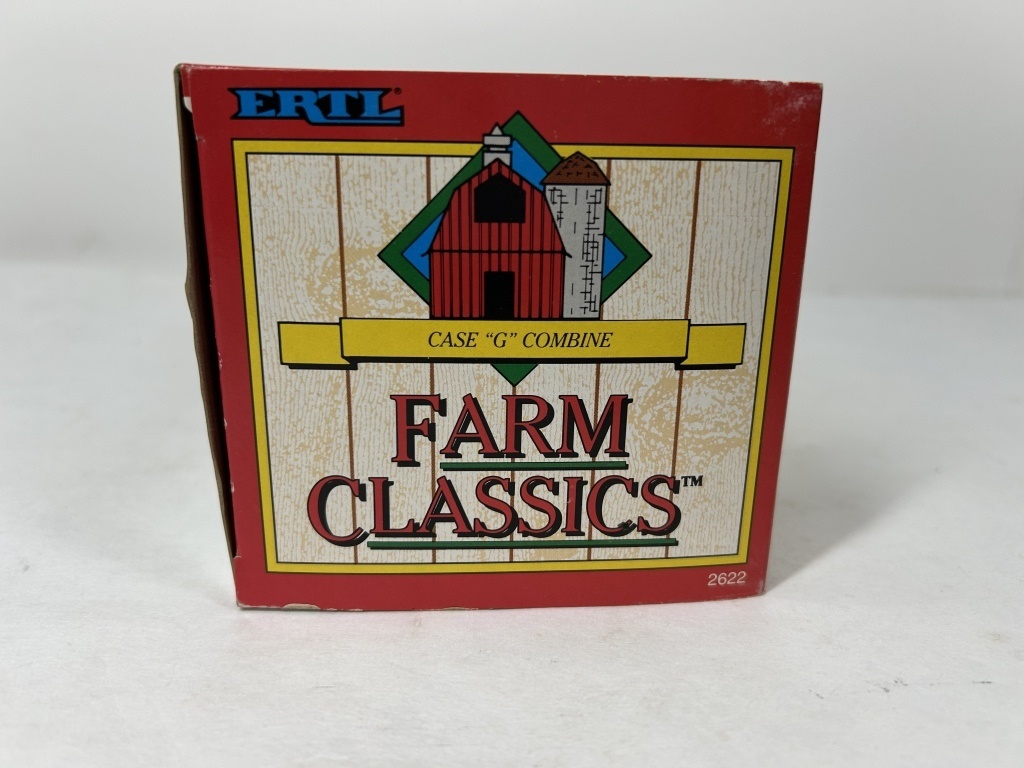 ERTL®
CASE "G" COMBINE
FARM
CLASSICS™
2622